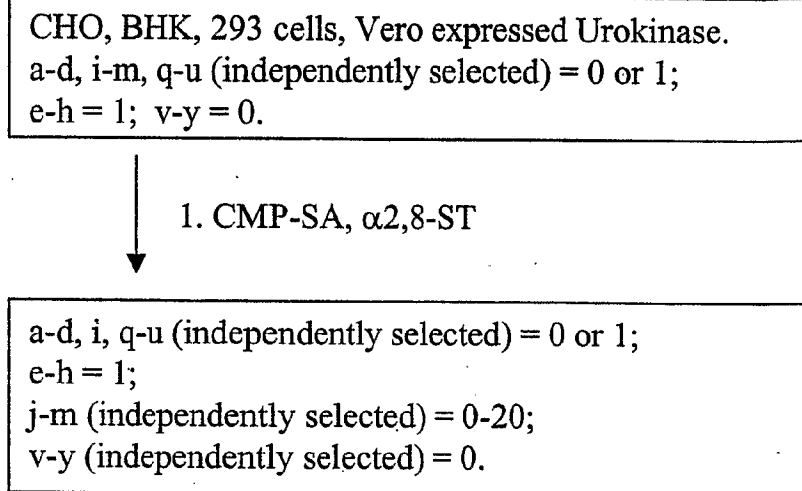 CHO, BHK, 293 cells, Vero expressed Urokinase.
a-d, i-m, q-u (independently selected) = 0 or 1;
e-h = 1; v-y = 0.
1. CMP-SA, α2,8-ST
a-d, i, q-u (independently selected) = 0 or 1;
e-h = 1;
j-m (independently selected) = 0-20;
v-y (independently selected) = 0.